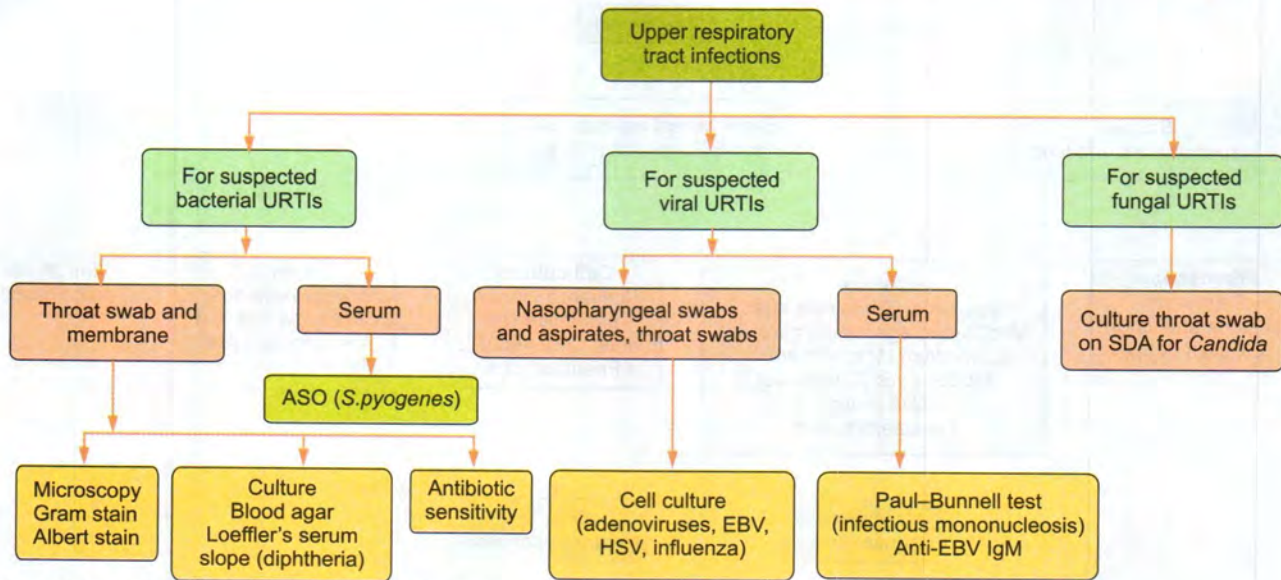 Upper respiratory
tract infections
For suspected
bacterial URTIs
For suspected
viral URTIs
For suspected
fungal URTIs
Throat swab and
membrane
Serum
Nasopharyngeal swabs
and aspirates, throat swabs
Serum
Culture throat swab
on SDA for Candida
ASO (S.pyogenes)
Microscopy
Gram stain
Albert stain
Culture
Blood agar
Loeffler's serum
slope (diphtheria)
Antibiotic
sensitivity
Cell culture
(adenoviruses, EBV,
HSV, influenza)
Paul–Bunnell test
(infectious mononucleosis)
Anti-EBV IgM